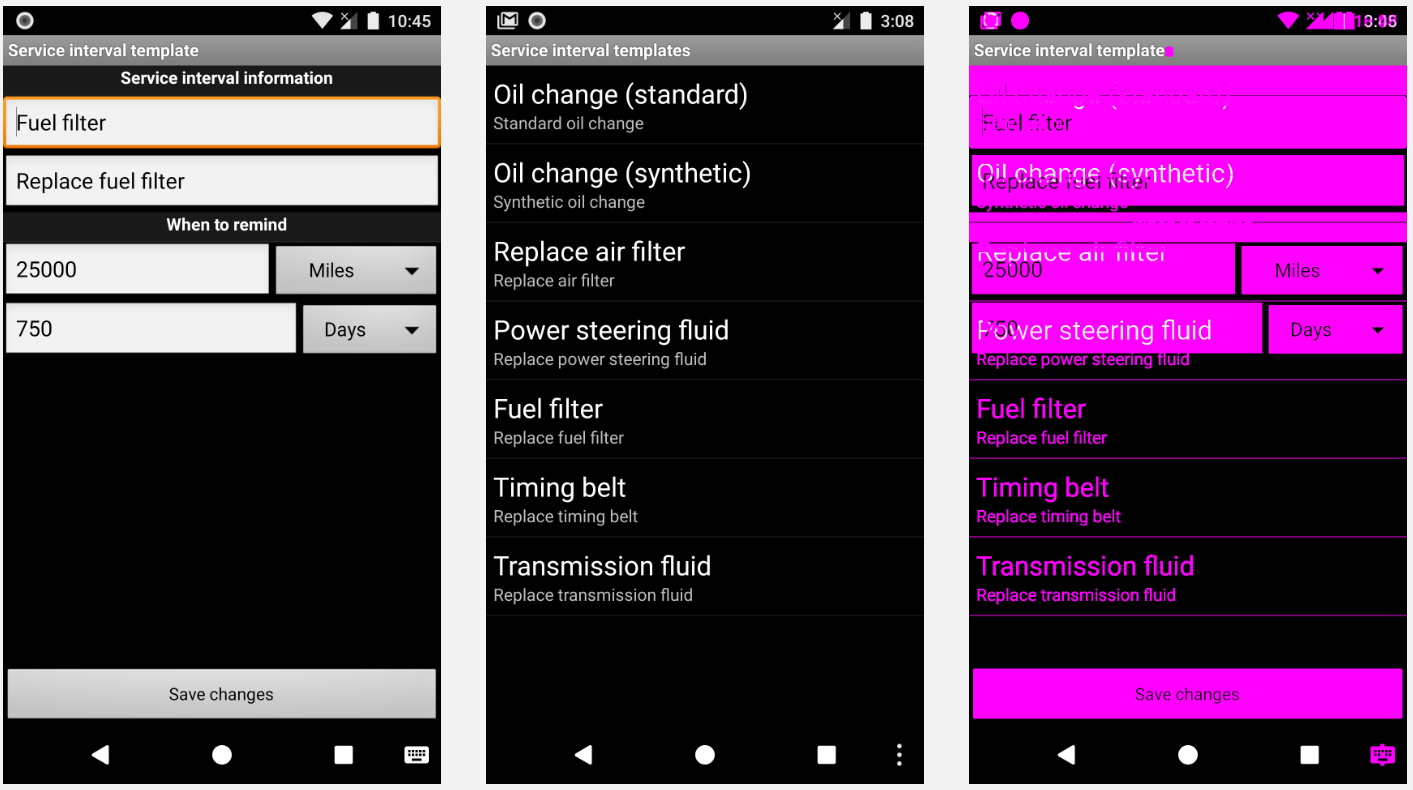 10:45
Service interval template
Service interval information
Fuel filter
Replace fuel filter
When to remind
25000
Miles
750
Days
Save changes
3:08
Service interval templates
Oil change (standard)
Standard oil change
Oil change (synthetic)
Synthetic oil change
Replace air filter
Replace air filter
Power steering fluid
Replace power steering fluid
Fuel filter
Replace fuel filter
Timing belt
Replace timing belt
Transmission fluid
Replace transmission fluid
Service interval templates
Fuel filter
Oil change (synthetic)
Replace fuel filter
Synthetic oil change
Replace air filter
25000
Miles
750
Power steering fluid
Days
Replace power steering fluid
Fuel filter
Replace fuel filter
Timing belt
Replace timing belt
Transmission fluid
Replace transmission fluid
Save changes